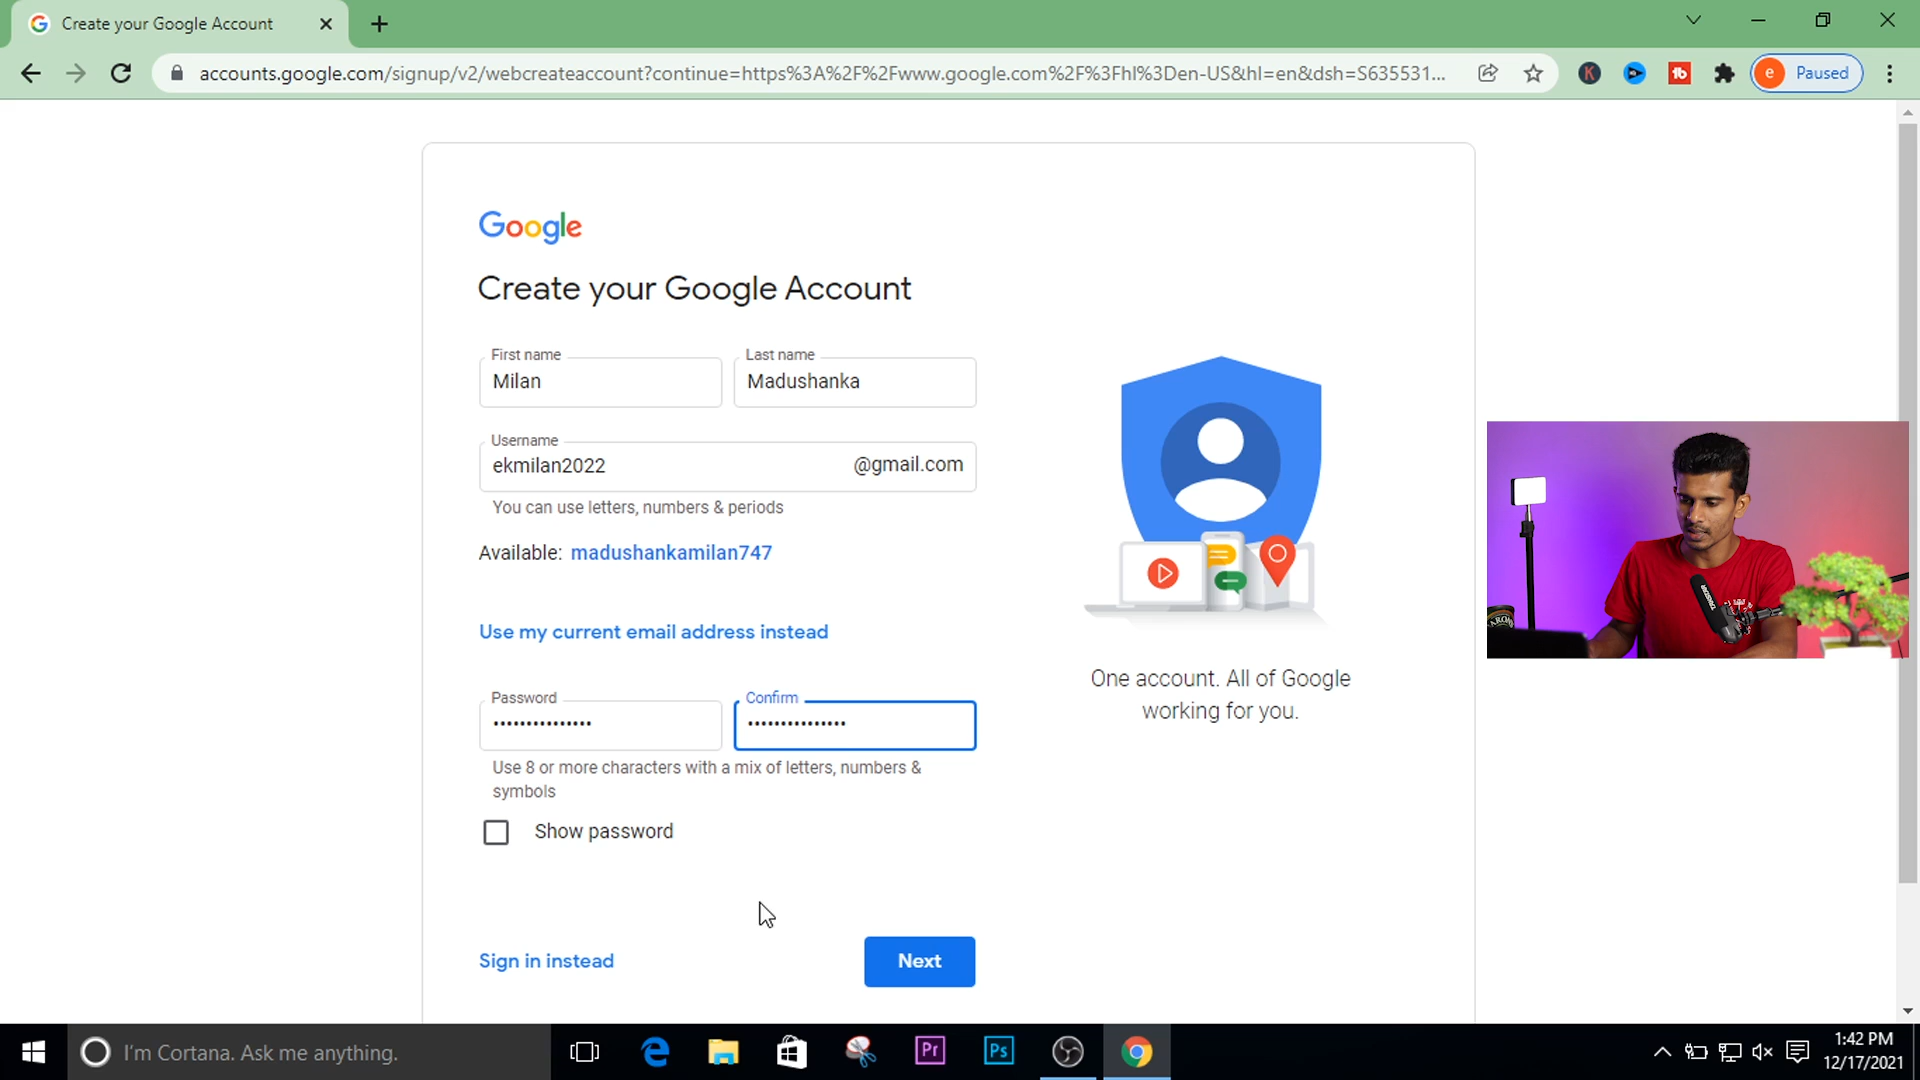 Create your Google Account
accounts.google.com/signup/v2/webcreateaccount?continue=https%3A%2F%2Fwww.google.com%2F%3Fhl%3Den-US&hl=en&dsh=S635531...
K
e Paused
Google
Create your Google Account
First name
Milan
Last name
Madushanka
Username
ekmilan2022 @gmail.com
You can use letters, numbers & periods
Available: madushankamilan747
Use my current email address instead
Password
Confirm
Use 8 or more characters with a mix of letters, numbers &
symbols
Show password
Sign in instead
Next
One account. All of Google
working for you.
I'm Cortana. Ask me anything.
Pr
Ps
1:42 PM
12/17/2021